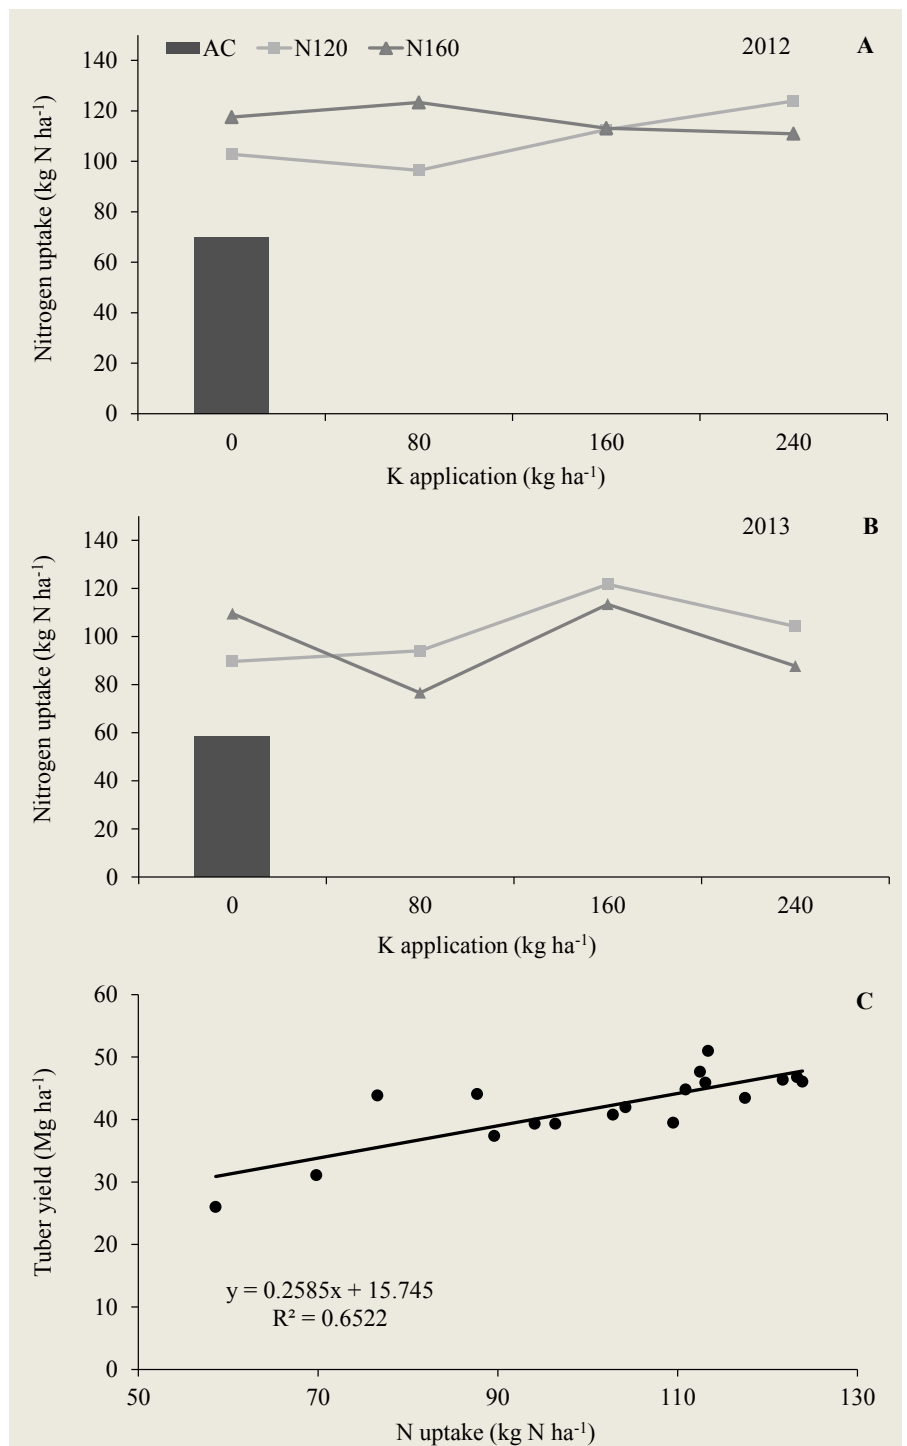 AC N120 N160 2012 A
140
120
100
80
60
40
20
0
Nitrogen uptake (kg N ha⁻¹)
0 80 160 240
K application (kg ha⁻¹)
2013 B
140
120
100
80
60
40
20
0
Nitrogen uptake (kg N ha⁻¹)
0 80 160 240
K application (kg ha⁻¹)
C
60
50
40
30
20
10
0
Tuber yield (Mg ha⁻¹)
y = 0.2585x + 15.745
R² = 0.6522
50 70 90 110 130
N uptake (kg N ha⁻¹)